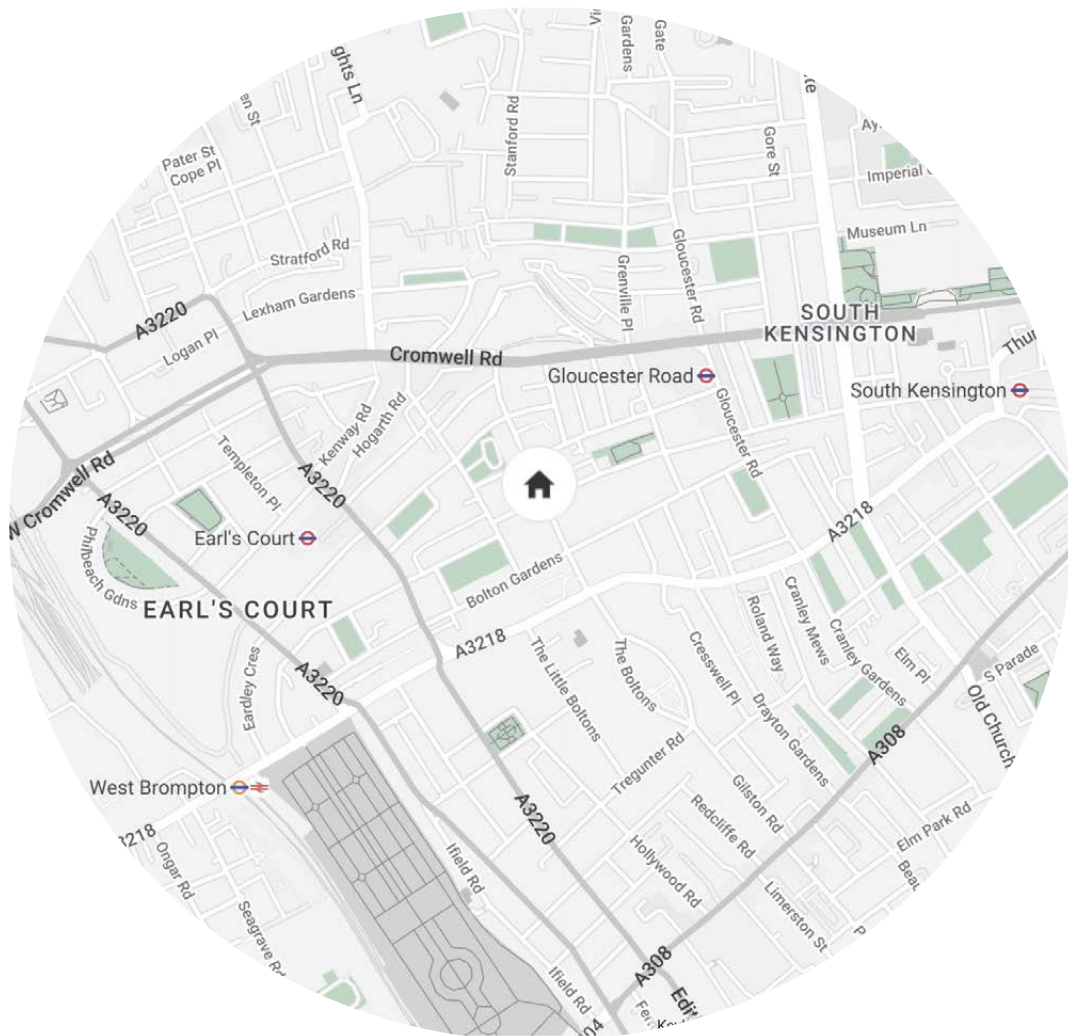 ghts Ln
Stanford Rd
Gardens
Gate
Gore St
Pater St
Cope Pl
Imperial
Museum Ln
Stratford Rd
Lexham Gardens
Grenville Pl
Gloucester Rd
A3220
Logan Pl
SOUTH
KENSINGTON
Cromwell Rd
Gloucester Road
South Kensington
Kenway Rd
Hogarth Rd
Gloucester Rd
Templeton Pl
A3220
W Cromwell Rd
A3220
Earl's Court
A3218
Philbeach Gdns
EARL'S COURT
Bolton Gardens
A3218
Roland Way
Cranley Mews
Cranley Gardens
Elm Pl
S Parade
Eardley Cres
A3220
The Little Boltons
The Boltons
Cresswell Pl
Drayton Gardens
Old Church
A308
Tregunter Rd
West Brompton
A3220
Gilston Rd
Redcliffe Rd
Elm Park Rd
3218
Ongar Rd
Ifield Rd
Hollywood Rd
Limerston St
Seagrave Rd
A308
Ifield Rd